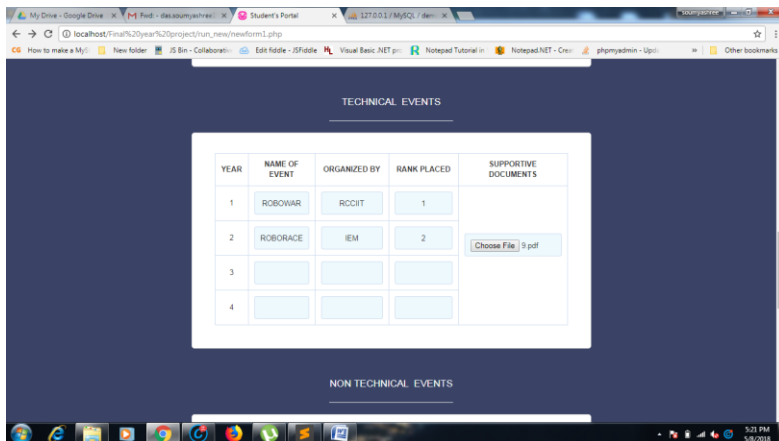 My Drive - Google Drive
Student's Portal
127.0.0.1 / MySQL / dem
soumyashree
localhost/Final%20year%20project/run_new/newform1.php
How to make a My
New folder
JS Bin - Collaborati
Edit fiddle - JSFiddle
Visual Basic .NET pr
Notepad Tutorial in
Notepad.NET - Cre
phpmyadmin - Upd
Other bookmarks
TECHNICAL EVENTS
YEAR NAME OF EVENT ORGANIZED BY RANK PLACED SUPPORTIVE DOCUMENTS
1 ROBOWAR RCCIIT 1
2 ROBORACE IEM 2
Choose File 9.pdf
3
4
NON TECHNICAL EVENTS
5:21 PM
5/8/2018